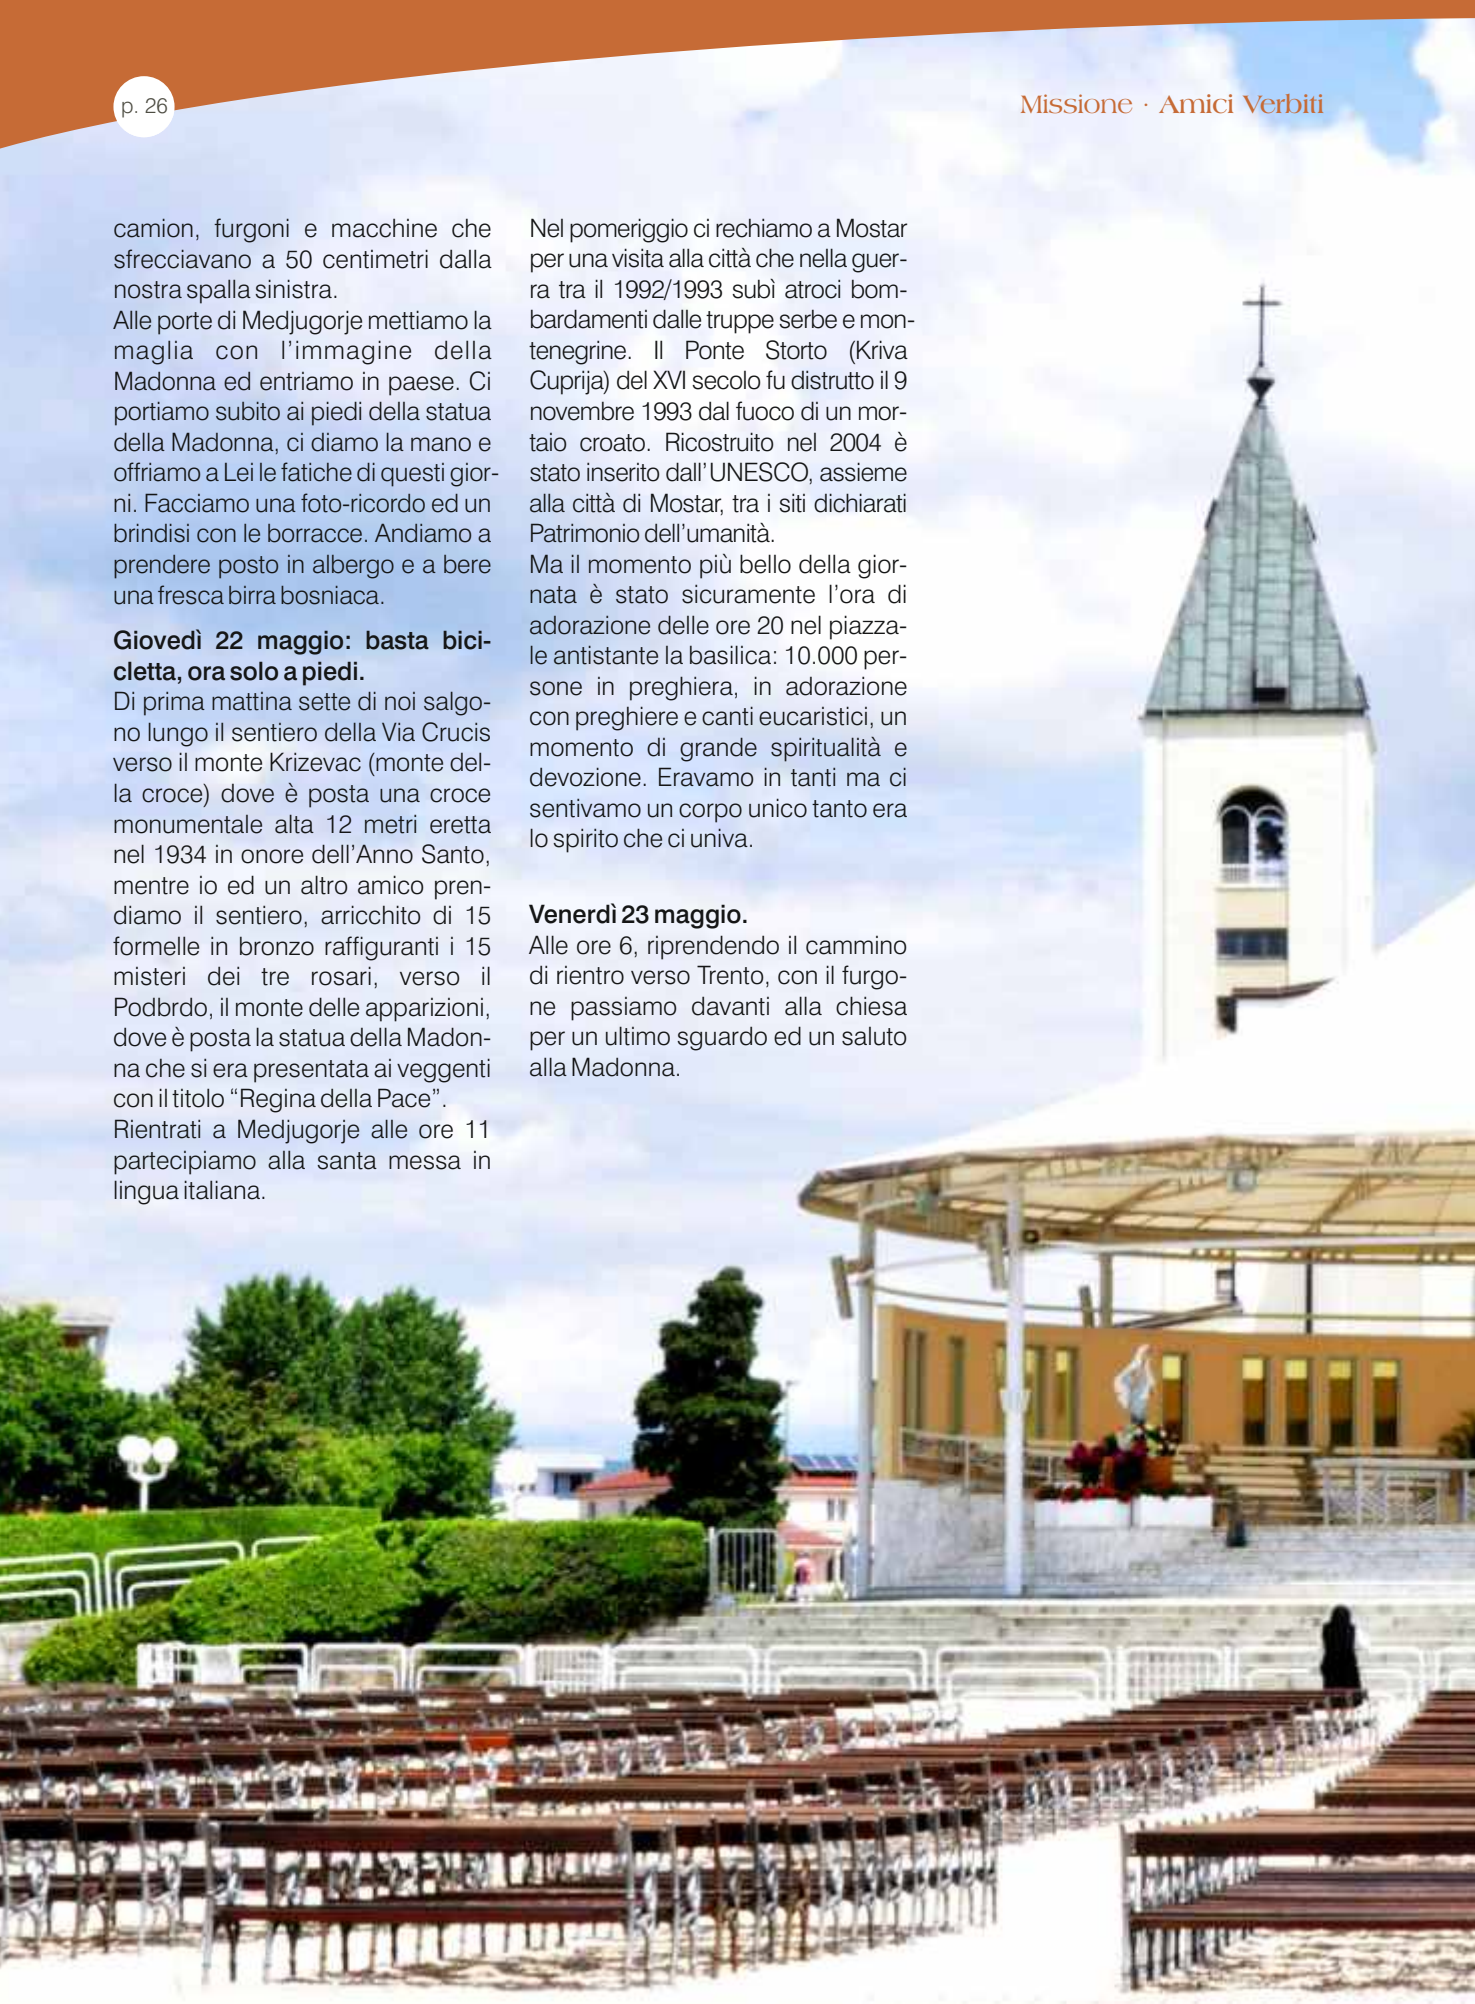 p. 26
Missione · Amici Verbiti
camion, furgoni e macchine che
sfrecciavano a 50 centimetri dalla
nostra spalla sinistra.
Alle porte di Medjugorje mettiamo la
maglia con l'immagine della
Madonna ed entriamo in paese. Ci
portiamo subito ai piedi della statua
della Madonna, ci diamo la mano e
offriamo a Lei le fatiche di questi gior-
ni. Facciamo una foto-ricordo ed un
brindisi con le borracce. Andiamo a
prendere posto in albergo e a bere
una fresca birra bosniaca.
Giovedì 22 maggio: basta bici-
cletta, ora solo a piedi.
Di prima mattina sette di noi salgo-
no lungo il sentiero della Via Crucis
verso il monte Krizevac (monte del-
la croce) dove è posta una croce
monumentale alta 12 metri eretta
nel 1934 in onore dell'Anno Santo,
mentre io ed un altro amico pren-
diamo il sentiero, arricchito di 15
formelle in bronzo raffiguranti i 15
misteri dei tre rosari, verso il
Podbrdo, il monte delle apparizioni,
dove è posta la statua della Madon-
na che si era presentata ai veggenti
con il titolo “Regina della Pace”.
Rientrati a Medjugorje alle ore 11
partecipiamo alla santa messa in
lingua italiana.
Nel pomeriggio ci rechiamo a Mostar
per una visita alla città che nella guer-
ra tra il 1992/1993 subì atroci bom-
bardamenti dalle truppe serbe e mon-
tenegrine. Il Ponte Storto (Kriva
Cuprija) del XVI secolo fu distrutto il 9
novembre 1993 dal fuoco di un mor-
taio croato. Ricostruito nel 2004 è
stato inserito dall'UNESCO, assieme
alla città di Mostar, tra i siti dichiarati
Patrimonio dell'umanità.
Ma il momento più bello della gior-
nata è stato sicuramente l'ora di
adorazione delle ore 20 nel piazza-
le antistante la basilica: 10.000 per-
sone in preghiera, in adorazione
con preghiere e canti eucaristici, un
momento di grande spiritualità e
devozione. Eravamo in tanti ma ci
sentivamo un corpo unico tanto era
lo spirito che ci univa.
Venerdì 23 maggio.
Alle ore 6, riprendendo il cammino
di rientro verso Trento, con il furgo-
ne passiamo davanti alla chiesa
per un ultimo sguardo ed un saluto
alla Madonna.